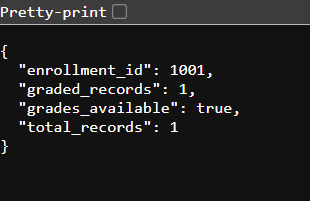 Pretty-print
{
  "enrollment_id": 1001,
  "graded_records": 1,
  "grades_available": true,
  "total_records": 1
}